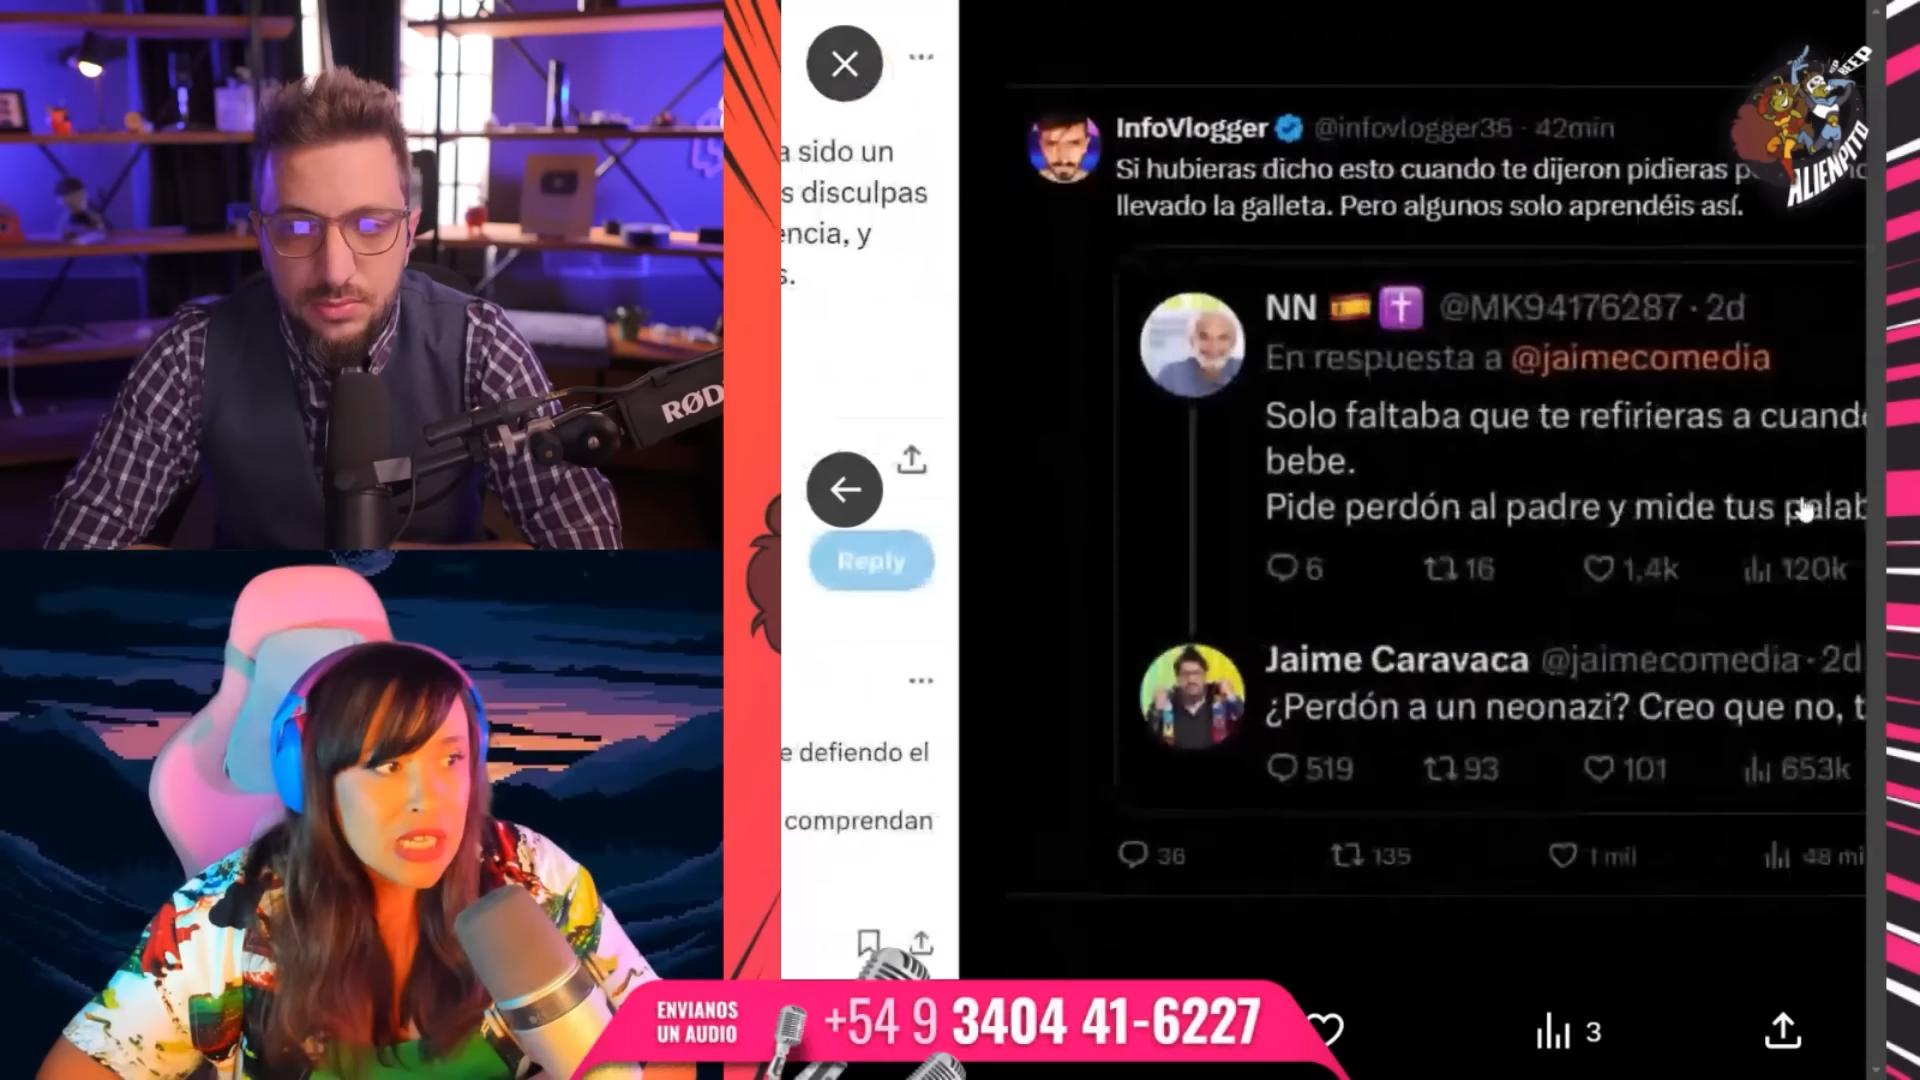 a sido un
s disculpas
encia, y
s.
Reply
e defiendo el
comprendan
InfoVlogger @infovlogger36 · 42min
Si hubieras dicho esto cuando te dijeron pidieras
llevado la galleta. Pero algunos solo aprendéis así.
NN @MK94176287 · 2d
En respuesta a @jaimecomedia
Solo faltaba que te refirieras a cuand
bebe.
Pide perdón al padre y mide tus palab
6 16 1,4k 120k
Jaime Caravaca @jaimecomedia · 2d
¿Perdón a un neonazi? Creo que no, t
519 93 101 653k
36 135 1 mil 48 mi
3
BEEP
ALIENPITO
RØD
ENVIANOS
UN AUDIO
+54 9 3404 41-6227